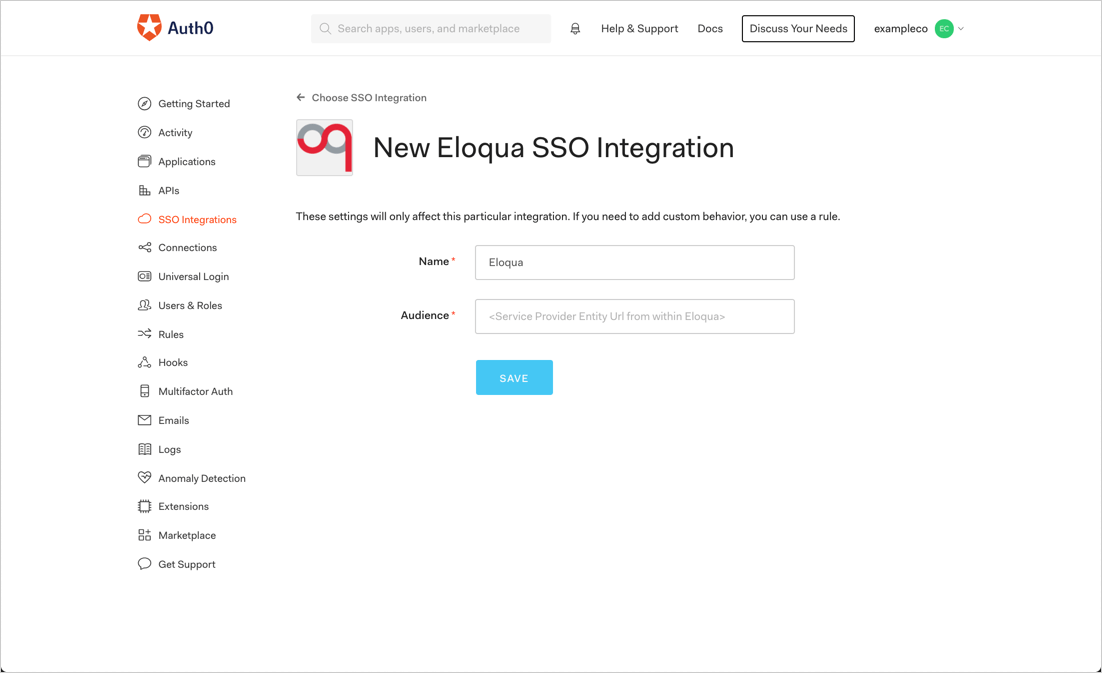 Auth0
Search apps, users, and marketplace
Help & Support
Docs
Discuss Your Needs
exampleco
EC
Getting Started
Activity
Applications
APIs
SSO Integrations
Connections
Universal Login
Users & Roles
Rules
Hooks
Multifactor Auth
Emails
Logs
Anomaly Detection
Extensions
Marketplace
Get Support
Choose SSO Integration
New Eloqua SSO Integration
These settings will only affect this particular integration. If you need to add custom behavior, you can use a rule.
Name *
Eloqua
Audience *
<Service Provider Entity Url from within Eloqua>
SAVE